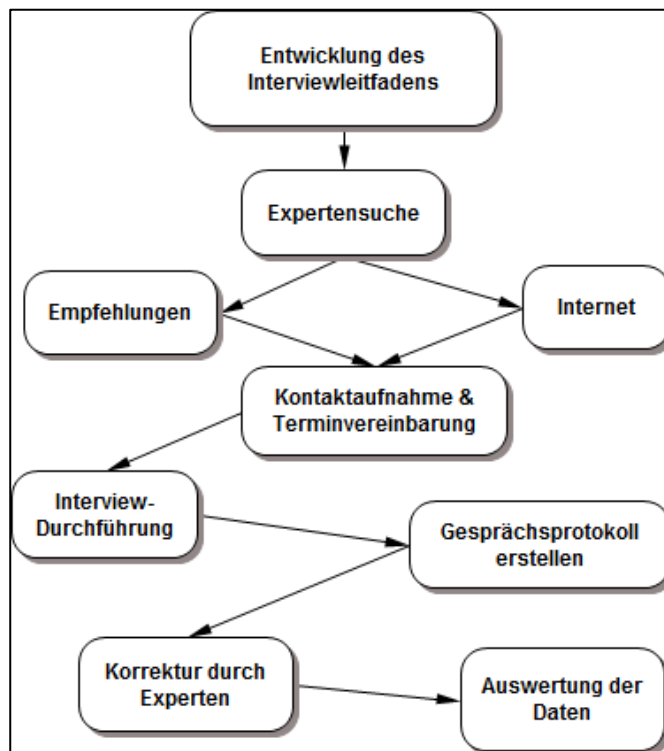 Entwicklung des
Interviewleitfadens
Expertensuche
Empfehlungen
Internet
Kontaktaufnahme &
Terminvereinbarung
Interview-
Durchführung
Gesprächsprotokoll
erstellen
Korrektur durch
Experten
Auswertung der
Daten